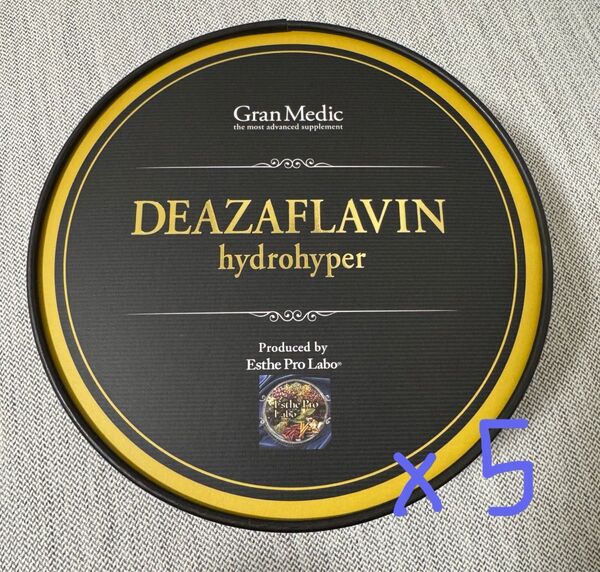 Gran Medic
the most advanced supplement
DEAZAFLAVIN
hydrohyper
Produced by
Esthe Pro Labo®
Esthe Pro
Labo
x 5